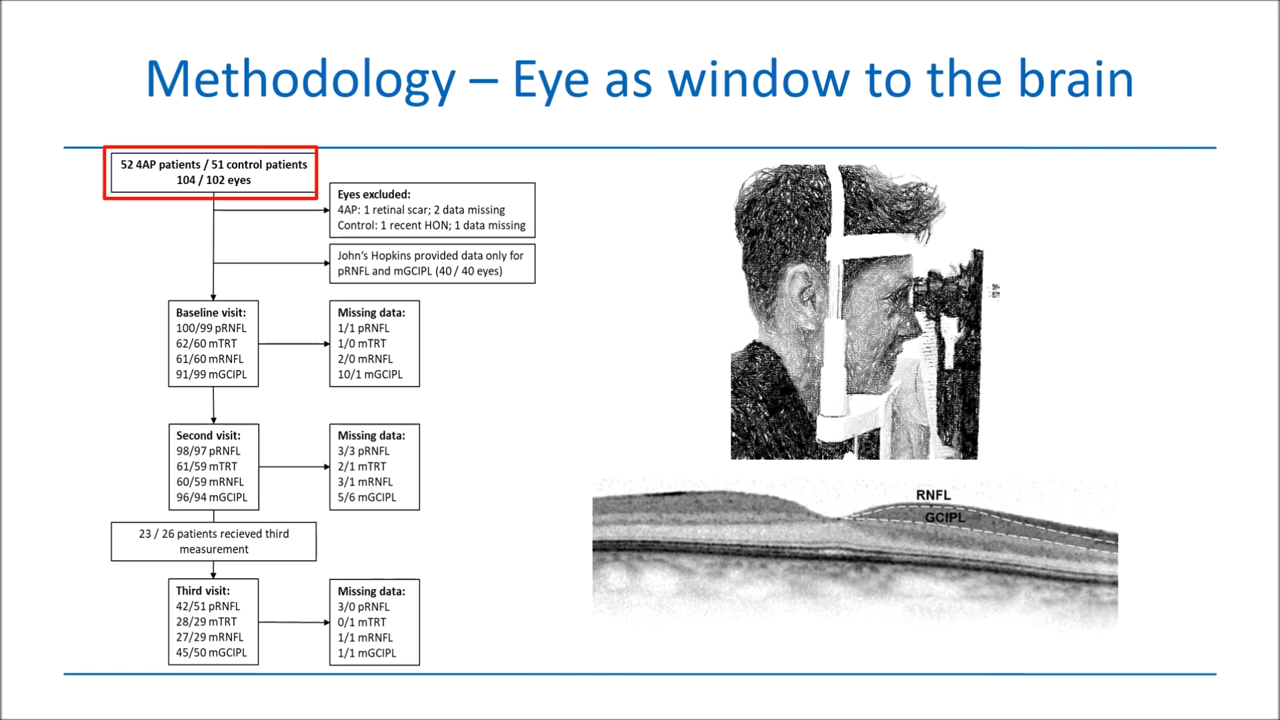 Methodology – Eye as window to the brain
52 4AP patients / 51 control patients
104 / 102 eyes
Eyes excluded:
4AP: 1 retinal scar; 2 data missing
Control: 1 recent HON; 1 data missing
John's Hopkins provided data only for
pRNFL and mGCIPL (40 / 40 eyes)
Baseline visit:
100/99 pRNFL
62/60 mTRT
61/60 mRNFL
91/99 mGCIPL
Missing data:
1/1 pRNFL
1/0 mTRT
2/0 mRNFL
10/1 mGCIPL
Second visit:
98/97 pRNFL
61/59 mTRT
60/59 mRNFL
96/94 mGCIPL
Missing data:
3/3 pRNFL
2/1 mTRT
3/1 mRNFL
5/6 mGCIPL
23 / 26 patients recieved third
measurement
Third visit:
42/51 pRNFL
28/29 mTRT
27/29 mRNFL
45/50 mGCIPL
Missing data:
3/0 pRNFL
0/1 mTRT
1/1 mRNFL
1/1 mGCIPL
RNFL
GCIPL